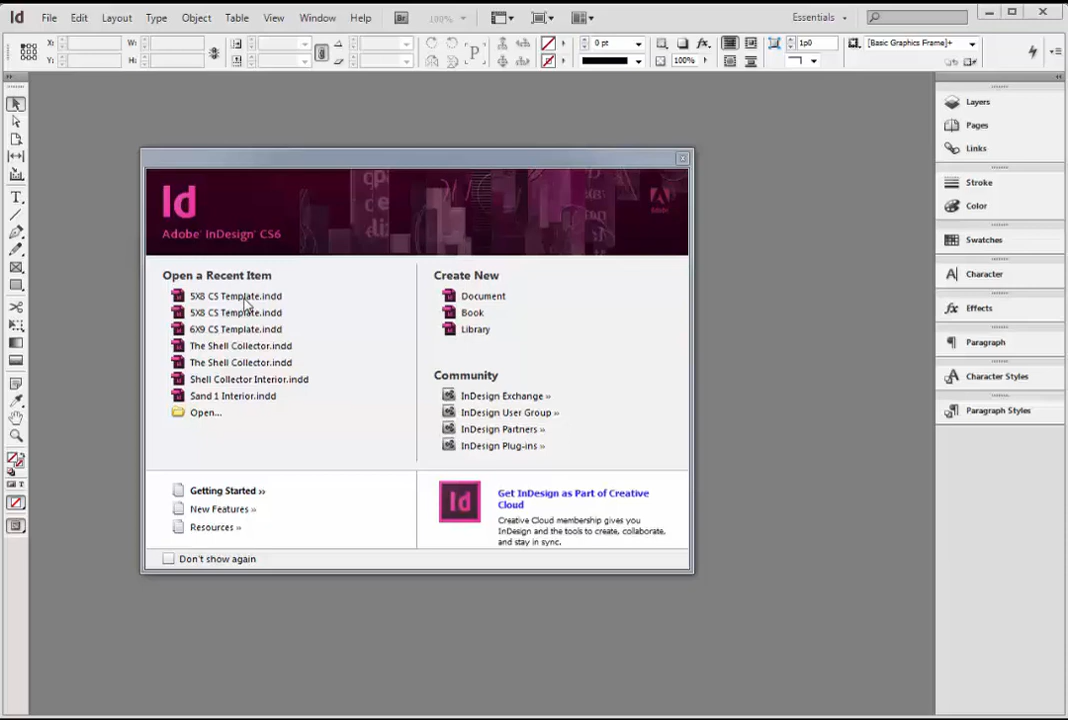 Id File Edit Layout Type Object Table View Window Help Br 100% Essentials
X: W: 0 pt 1p0 [Basic Graphics Frame]+
Y: H: 100%
Id
Adobe InDesign CS6
Adobe
Open a Recent Item
5X8 CS Template.indd
5X8 CS Template.indd
6X9 CS Template.indd
The Shell Collector.indd
The Shell Collector.indd
Shell Collector Interior.indd
Sand 1 Interior.indd
Open...
Create New
Document
Book
Library
Community
InDesign Exchange »
InDesign User Group »
InDesign Partners »
InDesign Plug-ins »
Getting Started »
New Features »
Resources »
Id
Get InDesign as Part of Creative
Cloud
Creative Cloud membership gives you
InDesign and the tools to create, collaborate,
and stay in sync.
Don't show again
Layers
Pages
Links
Stroke
Color
Swatches
Character
Effects
Paragraph
Character Styles
Paragraph Styles